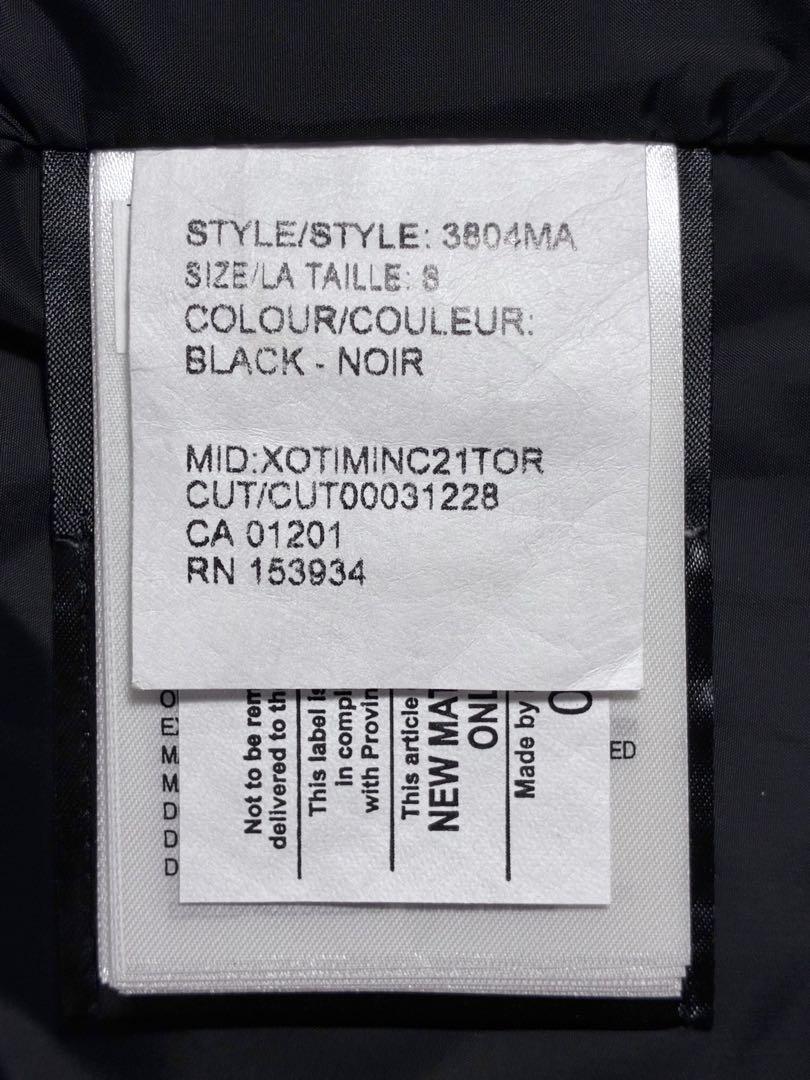 STYLE/STYLE: 3804MA
SIZE/LA TAILLE: 8
COLOUR/COULEUR:
BLACK - NOIR
MID:XOTIMINC21TOR
CUT/CUT00031228
CA 01201
RN 153934
Not to be rem
delivered to th
This label is
in compl
with Provin
This article
NEW MAT
ONL
Made by
O
E
M
M
D
D
D
ED